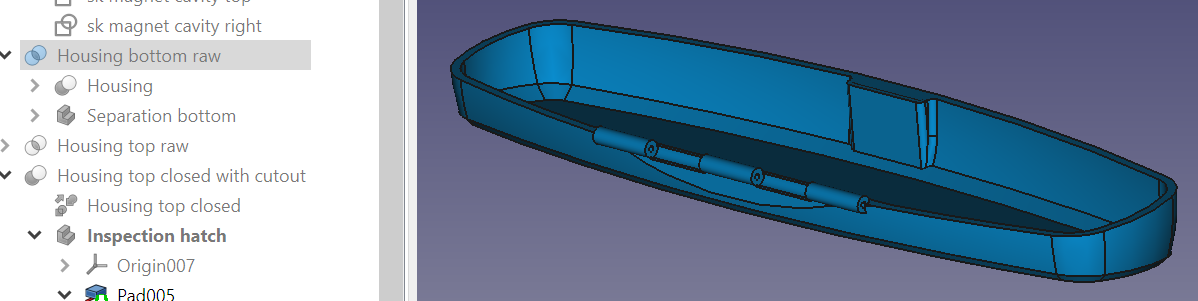 sk magnet cavity top
sk magnet cavity right
Housing bottom raw
Housing
Separation bottom
Housing top raw
Housing top closed with cutout
Housing top closed
Inspection hatch
Origin007
Pad005